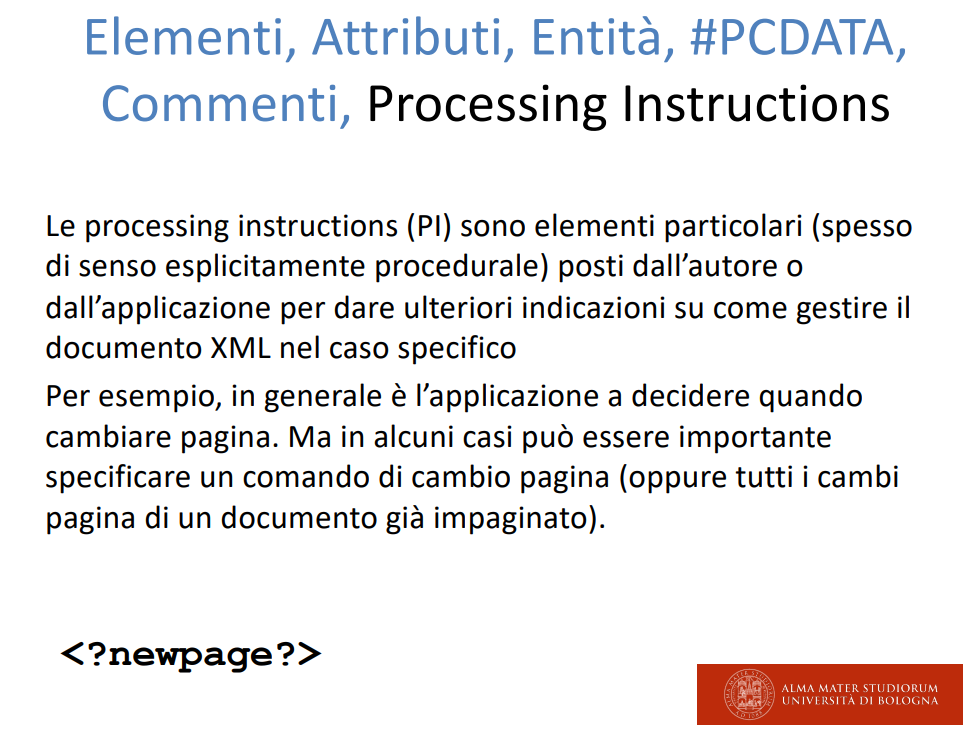 Elementi, Attributi, Entità, #PCDATA,
Commenti, Processing Instructions
Le processing instructions (PI) sono elementi particolari (spesso
di senso esplicitamente procedurale) posti dall’autore o
dall’applicazione per dare ulteriori indicazioni su come gestire il
documento XML nel caso specifico
Per esempio, in generale è l’applicazione a decidere quando
cambiare pagina. Ma in alcuni casi può essere importante
specificare un comando di cambio pagina (oppure tutti i cambi
pagina di un documento già impaginato).
<?newpage?>
ALMA MATER STUDIORUM
UNIVERSITÀ DI BOLOGNA